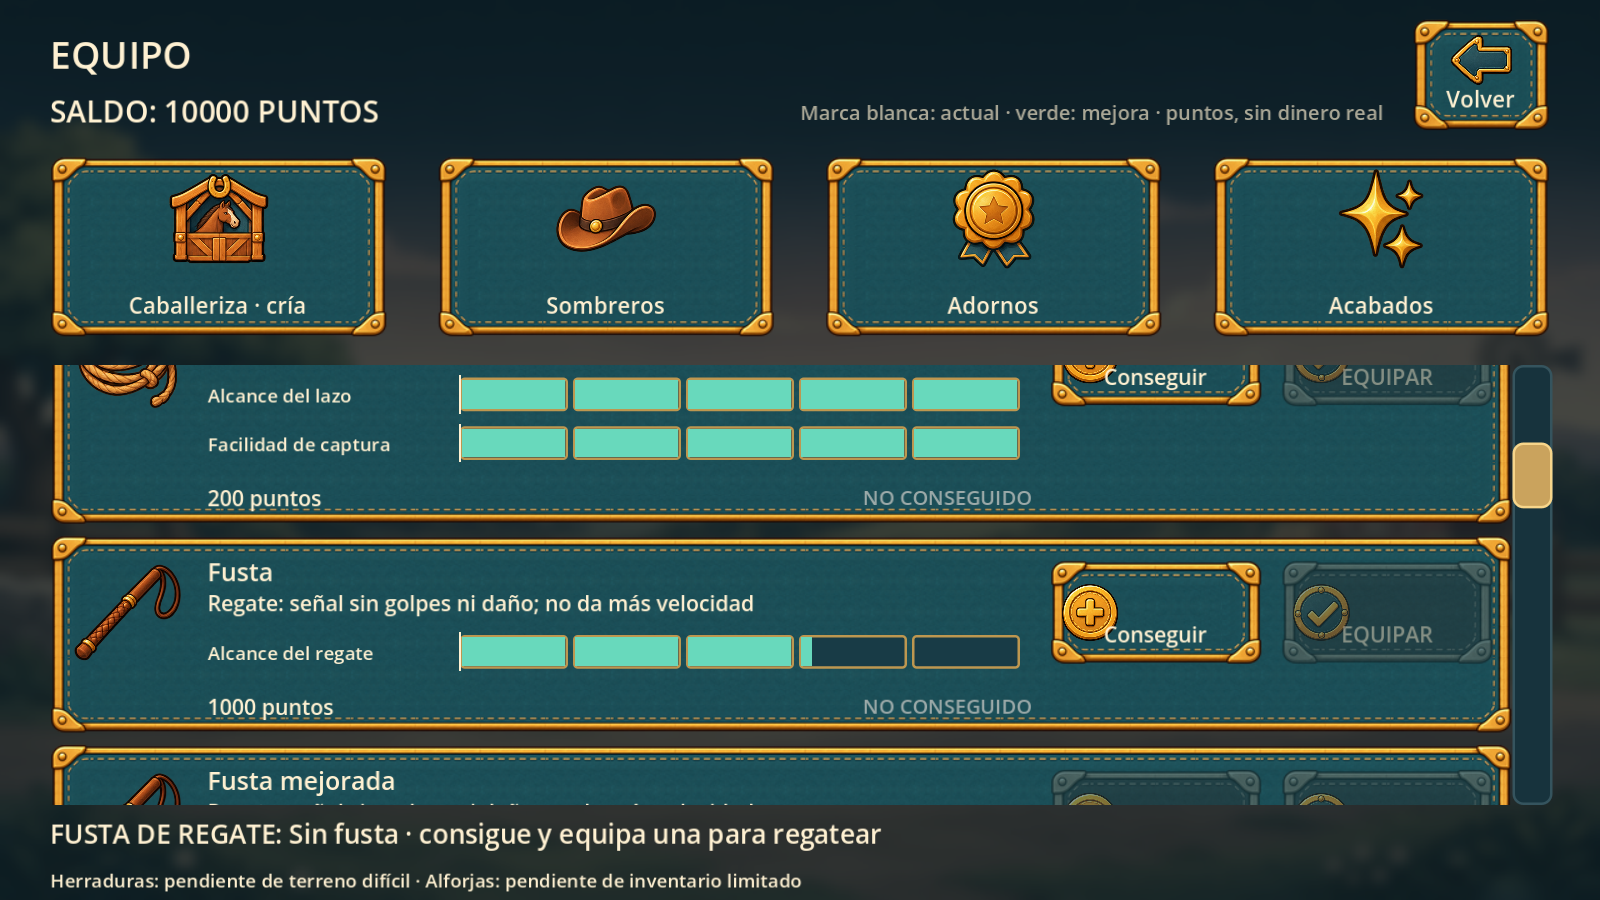 EQUIPO
SALDO: 10000 PUNTOS
Marca blanca: actual · verde: mejora · puntos, sin dinero real
Volver
Caballeriza · cría
Sombreros
Adornos
Acabados
Alcance del lazo
Conseguir
EQUIPAR
Facilidad de captura
200 puntos
NO CONSEGUIDO
Fusta
Regate: señal sin golpes ni daño; no da más velocidad
Alcance del regate
Conseguir
EQUIPAR
1000 puntos
NO CONSEGUIDO
Fusta mejorada
FUSTA DE REGATE: Sin fusta · consigue y equipa una para regatear
Herraduras: pendiente de terreno difícil · Alforjas: pendiente de inventario limitado